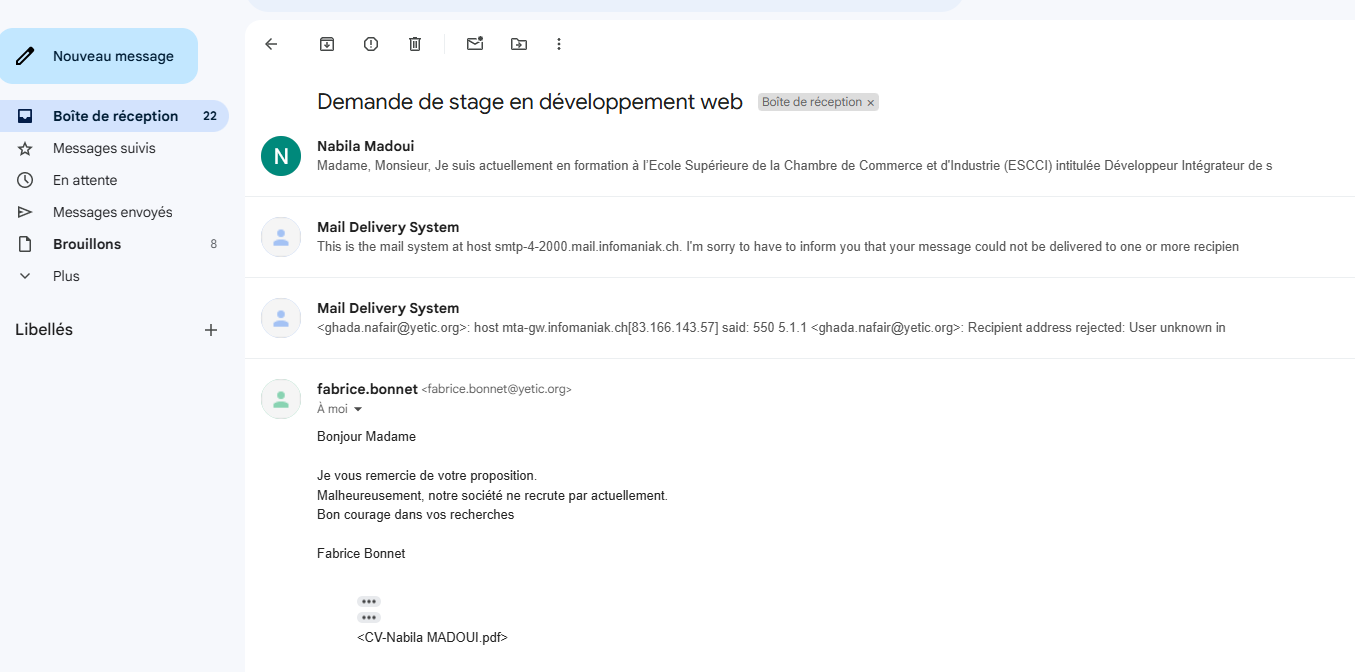 Nouveau message
Boîte de réception 22
Messages suivis
En attente
Messages envoyés
Brouillons 8
Plus
Libellés
Demande de stage en développement web Boîte de réception ×
N
Nabila Madoui
Madame, Monsieur, Je suis actuellement en formation à l'Ecole Supérieure de la Chambre de Commerce et d'Industrie (ESCCI) intitulée Développeur Intégrateur de s
Mail Delivery System
This is the mail system at host smtp-4-2000.mail.infomaniak.ch. I'm sorry to have to inform you that your message could not be delivered to one or more recipien
Mail Delivery System
<ghada.nafair@yetic.org>: host mta-gw.infomaniak.ch[83.166.143.57] said: 550 5.1.1 <ghada.nafair@yetic.org>: Recipient address rejected: User unknown in
fabrice.bonnet <fabrice.bonnet@yetic.org>
À moi
Bonjour Madame
Je vous remercie de votre proposition.
Malheureusement, notre société ne recrute par actuellement.
Bon courage dans vos recherches
Fabrice Bonnet
<CV-Nabila MADOUI.pdf>